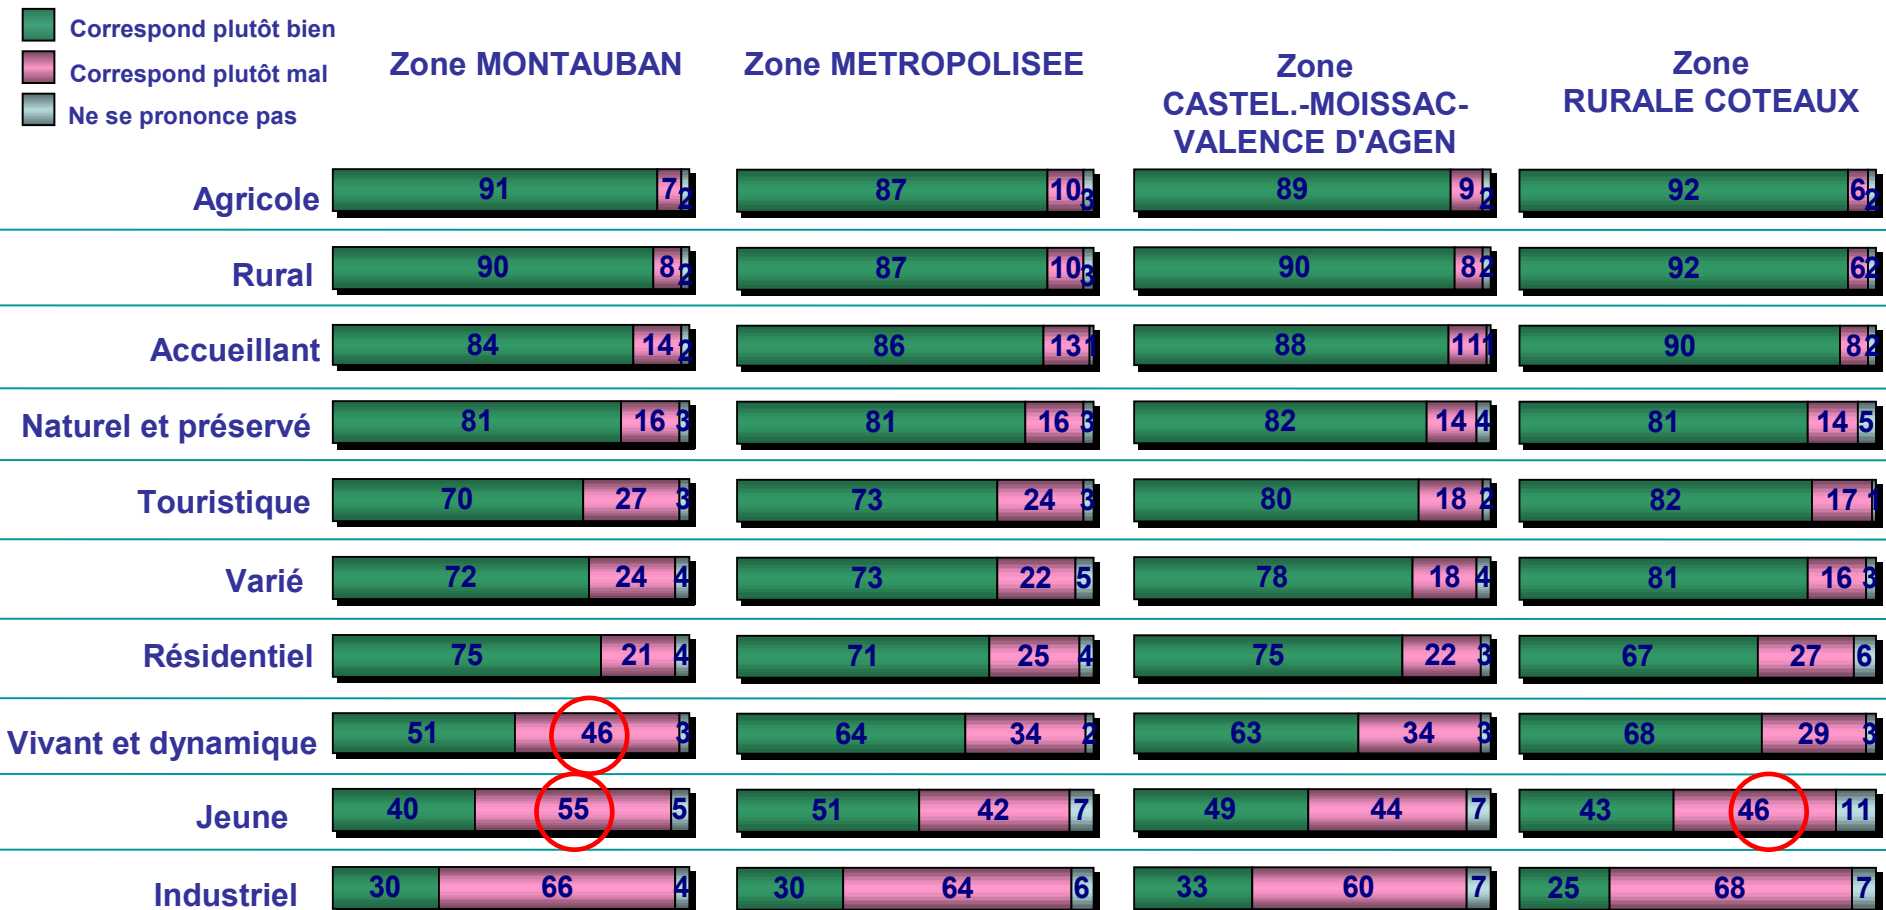 Correspond plutôt bien
Correspond plutôt mal
Ne se prononce pas
Zone MONTAUBAN
Zone METROPOLISEE
Zone
CASTEL.-MOISSAC-
VALENCE D'AGEN
Zone
RURALE COTEAUX
Agricole 91 7 2 87 10 3 89 9 2 92 6 2
Rural 90 8 2 87 10 3 90 8 2 92 6 2
Accueillant 84 14 2 86 13 1 88 11 1 90 8 2
Naturel et préservé 81 16 3 81 16 3 82 14 4 81 14 5
Touristique 70 27 3 73 24 3 80 18 2 82 17 1
Varié 72 24 4 73 22 5 78 18 4 81 16 3
Résidentiel 75 21 4 71 25 4 75 22 3 67 27 6
Vivant et dynamique 51 46 3 64 34 2 63 34 3 68 29 3
Jeune 40 55 5 51 42 7 49 44 7 43 46 11
Industriel 30 66 4 30 64 6 33 60 7 25 68 7